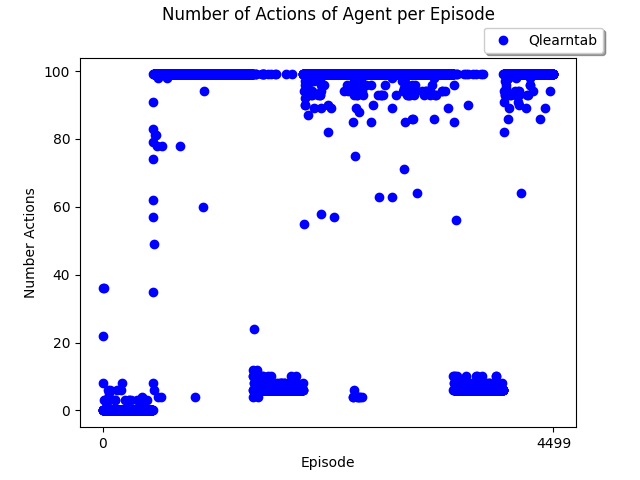 Number of Actions of Agent per Episode
Qlearntab
100
80
60
40
20
0
Number Actions
0
4499
Episode